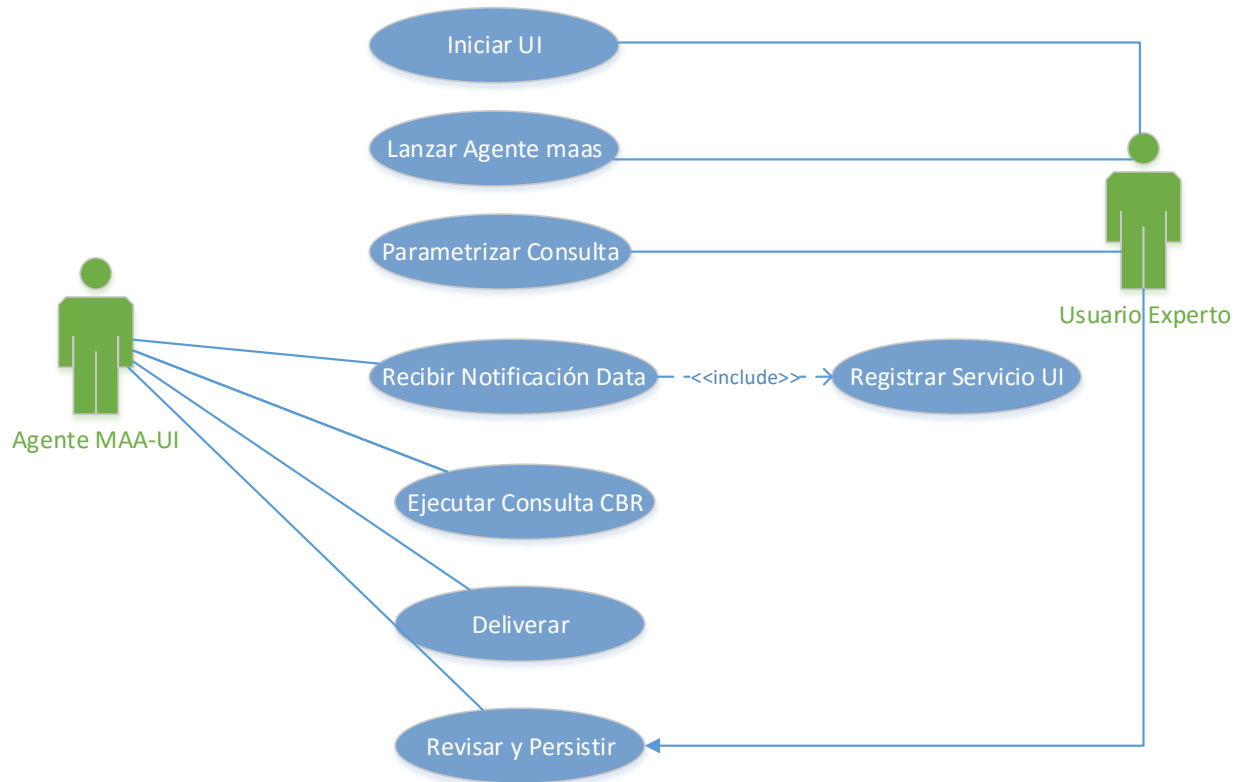 Iniciar UI
Lanzar Agente maas
Parametrizar Consulta
Usuario Experto
Recibir Notificación Data
<<include>>
Registrar Servicio UI
Agente MAA-UI
Ejecutar Consulta CBR
Deliverar
Revisar y Persistir